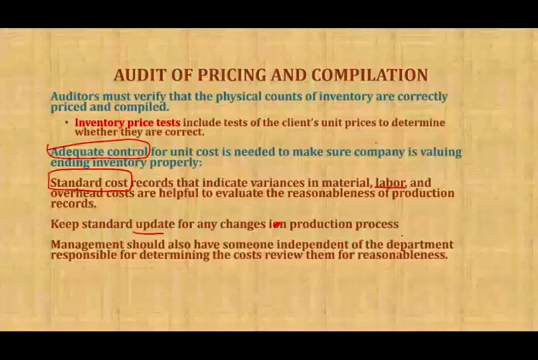 AUDIT OF PRICING AND COMPILATION
Auditors must verify that the physical counts of inventory are correctly
priced and compiled.
• Inventory price tests include tests of the client's unit prices to determine
whether they are correct.
Adequate control for unit cost is needed to make sure company is valuing
ending inventory properly:
Standard cost records that indicate variances in material, labor, and
overhead costs are helpful to evaluate the reasonableness of production
records.
Keep standard update for any changes ion production process
Management should also have someone independent of the department
responsible for determining the costs review them for reasonableness.